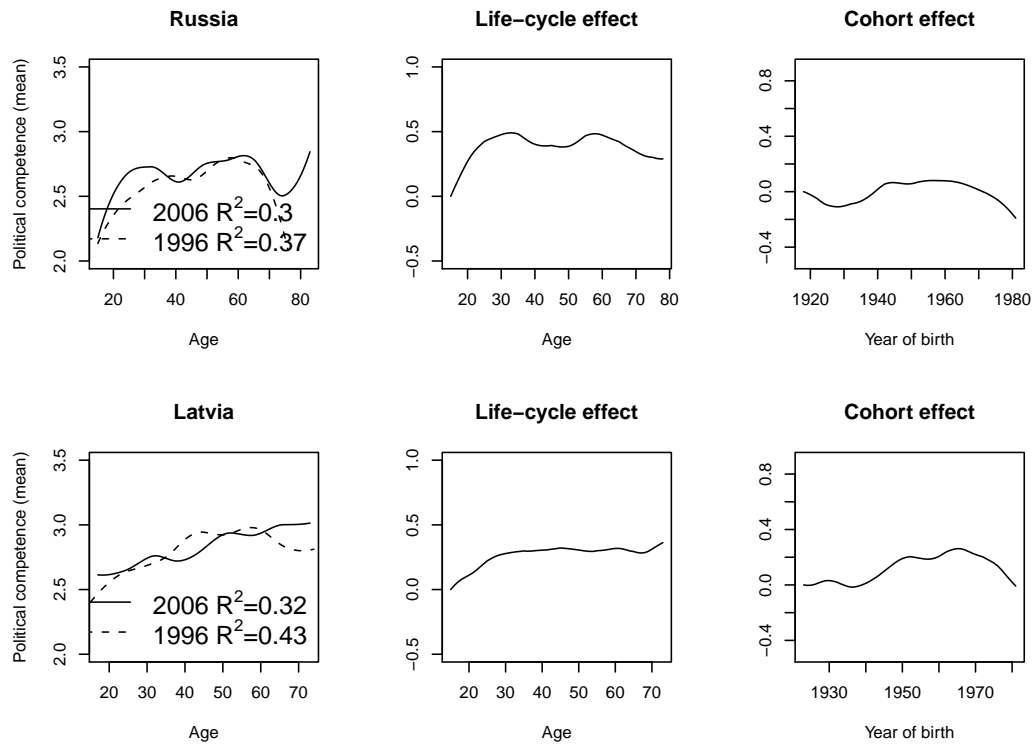 Russia
Life−cycle effect
Cohort effect
Political competence (mean)
2.0 2.5 3.0 3.5
2006 R²=0.3
1996 R²=0.37
20 40 60 80
Age
−0.5 0.0 0.5 1.0
20 30 40 50 60 70 80
Age
−0.4 0.0 0.4 0.8
1920 1940 1960 1980
Year of birth
Latvia
Life−cycle effect
Cohort effect
Political competence (mean)
2.0 2.5 3.0 3.5
2006 R²=0.32
1996 R²=0.43
20 30 40 50 60 70
Age
−0.5 0.0 0.5 1.0
20 30 40 50 60 70
Age
−0.4 0.0 0.4 0.8
1930 1950 1970
Year of birth